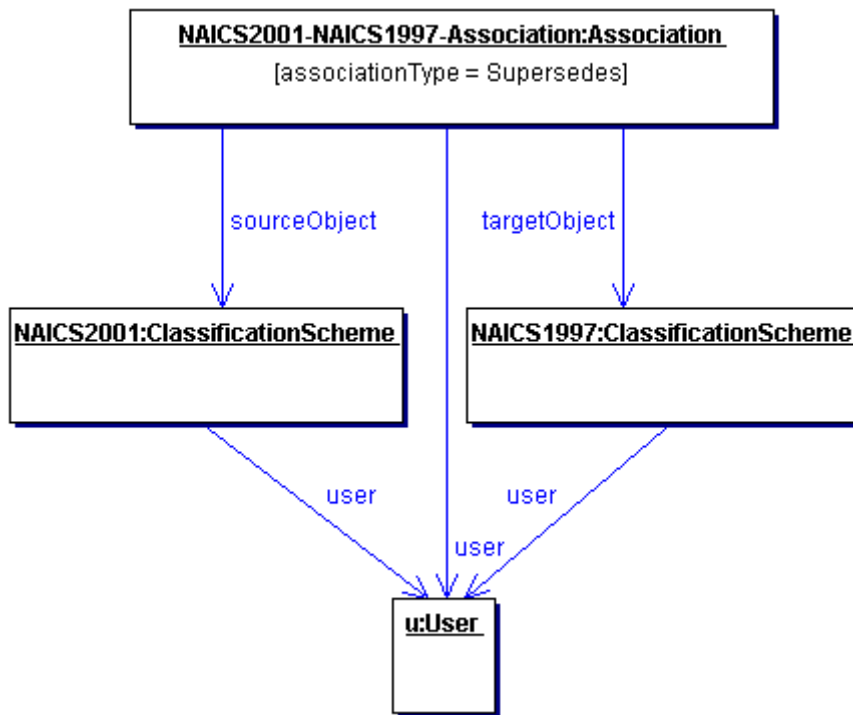 NAICS2001-NAICS1997-Association:Association
[associationType = Supersedes]
sourceObject
targetObject
NAICS2001:ClassificationScheme
NAICS1997:ClassificationScheme
user
user
user
u:User